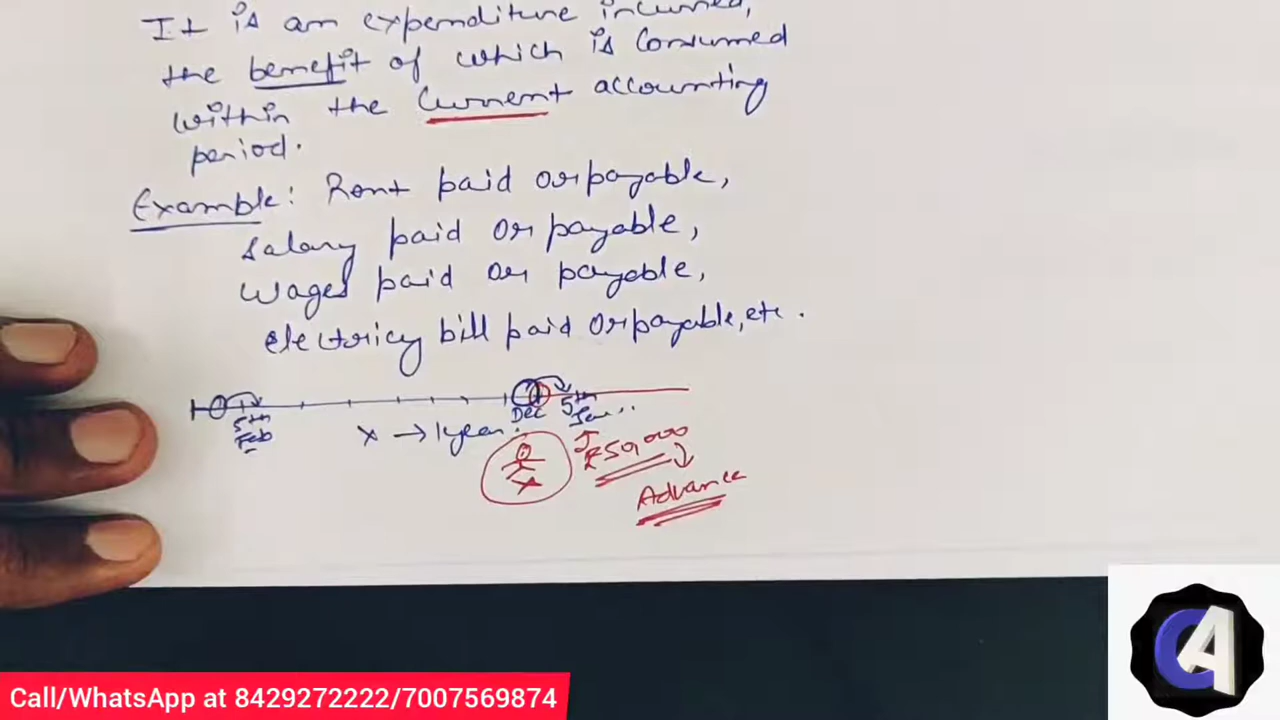 It is an expenditure incurred,
the benefit of which is consumed
within the current accounting
period.
Example: Rent paid or payable,
salary paid or payable,
wages paid or payable,
electricy bill paid or payable, etc.
5th
Feb
Dec
5th
Jan..
x → 1 year.
₹50,000
Advance
CA
Call/WhatsApp at 8429272222/7007569874